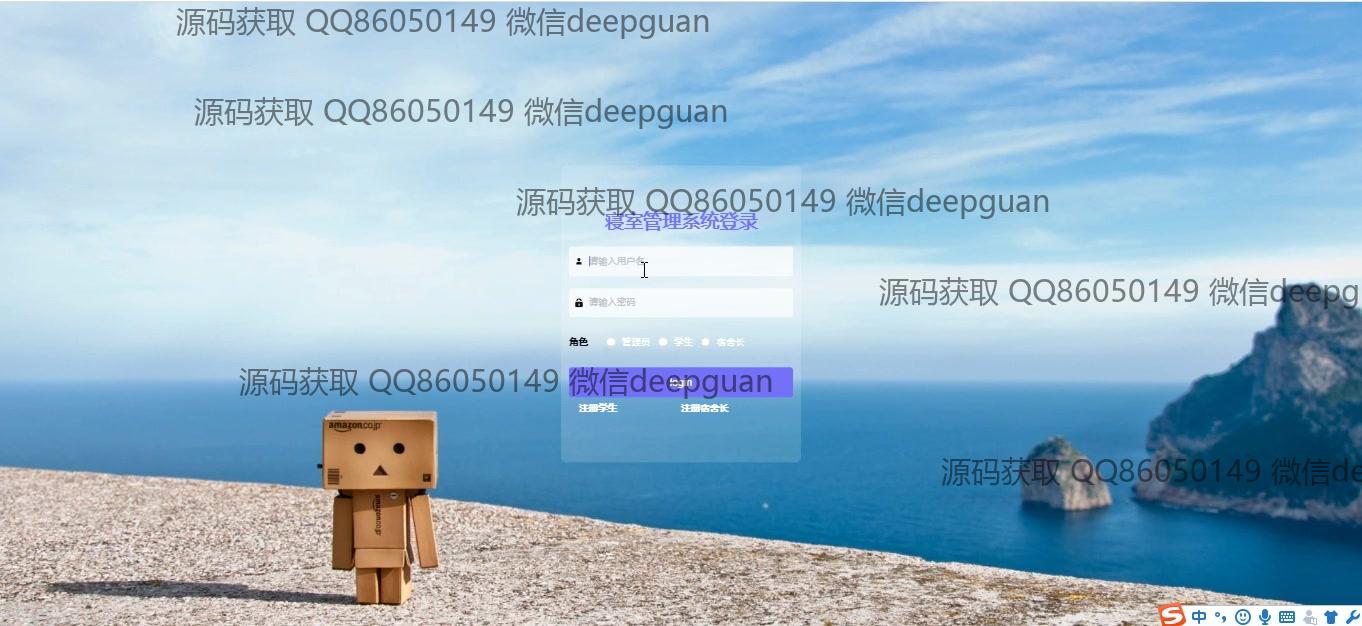 源码获取 QQ86050149 微信deepguan
源码获取 QQ86050149 微信deepguan
源码获取 QQ86050149 微信deepguan
寝室管理系统登录
请输入用户名
源码获取 QQ86050149 微信deepg
请输入密码
角色 管理员 学生 宿舍长
源码获取 QQ86050149 微信deepguan
login
注册学生 注册宿舍长
amazon.co.jp
amazon.co.jp
源码获取 QQ86050149 微信de
中